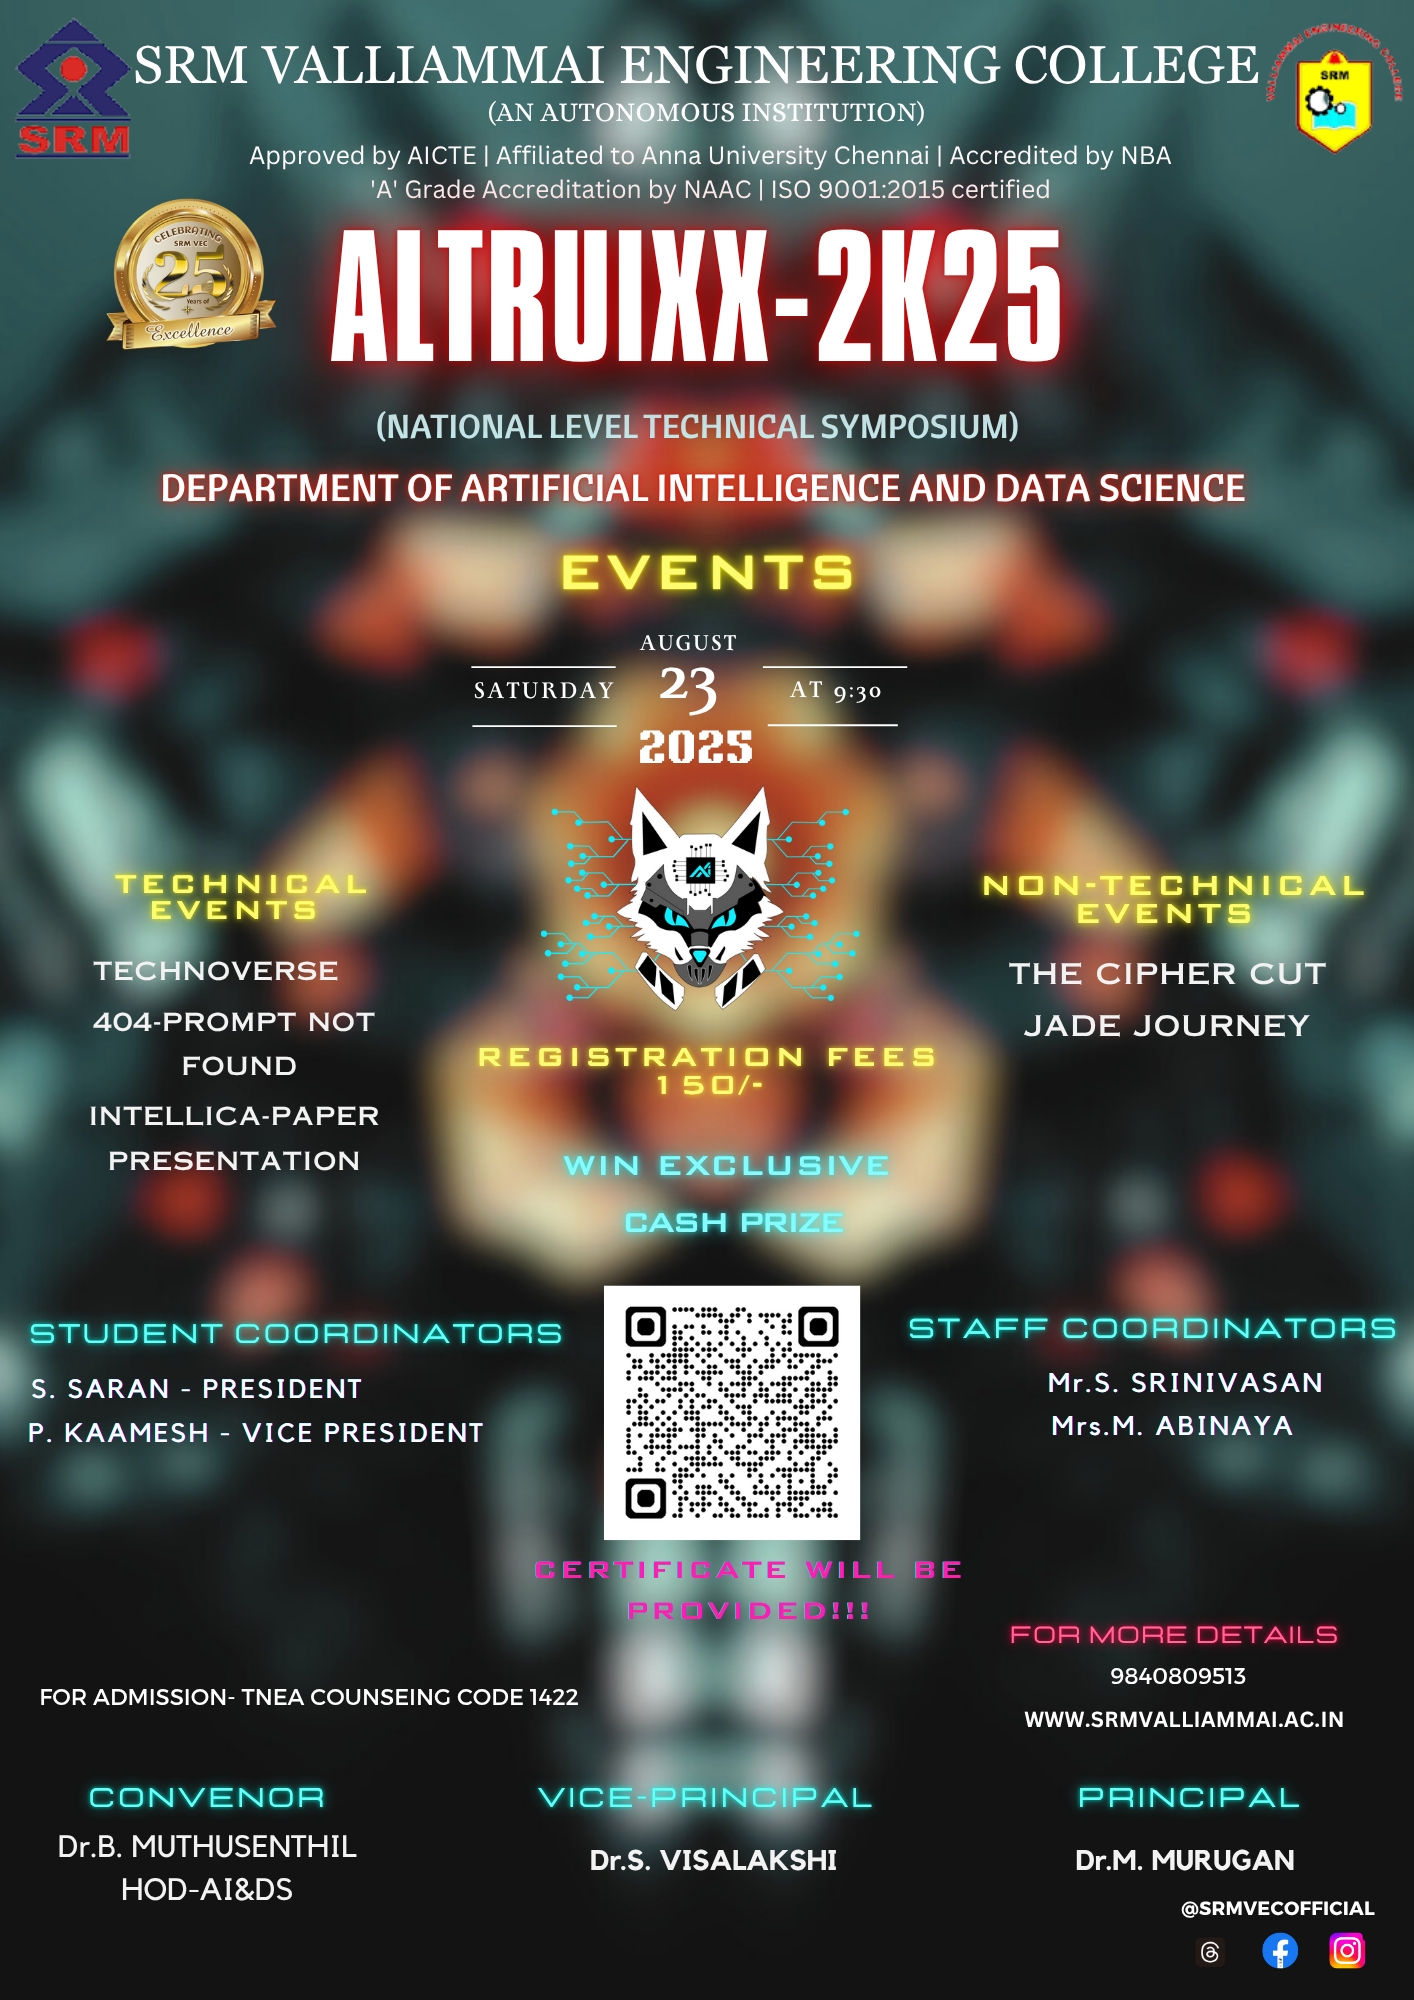 SRM VALLIAMMAI ENGINEERING COLLEGE
(AN AUTONOMOUS INSTITUTION)
Approved by AICTE | Affiliated to Anna University Chennai | Accredited by NBA
'A' Grade Accreditation by NAAC | ISO 9001:2015 certified
SRM
VALLIAMMAI ENGINEERING COLLEGE
SRM
CELEBRATING
SRM VEC
25
Years of
Excellence
ALTRUIXX-2K25
(NATIONAL LEVEL TECHNICAL SYMPOSIUM)
DEPARTMENT OF ARTIFICIAL INTELLIGENCE AND DATA SCIENCE
EVENTS
AUGUST
SATURDAY 23 AT 9:30
2025
TECHNICAL
EVENTS
TECHNOVERSE
404-PROMPT NOT
FOUND
INTELLICA-PAPER
PRESENTATION
NON-TECHNICAL
EVENTS
THE CIPHER CUT
JADE JOURNEY
REGISTRATION FEES
150/-
WIN EXCLUSIVE
CASH PRIZE
STUDENT COORDINATORS
S. SARAN - PRESIDENT
P. KAAMESH - VICE PRESIDENT
STAFF COORDINATORS
Mr.S. SRINIVASAN
Mrs.M. ABINAYA
CERTIFICATE WILL BE
PROVIDED!!!
FOR MORE DETAILS
9840809513
WWW.SRMVALLIAMMAI.AC.IN
FOR ADMISSION- TNEA COUNSEING CODE 1422
CONVENOR
Dr.B. MUTHUSENTHIL
HOD-AI&DS
VICE-PRINCIPAL
Dr.S. VISALAKSHI
PRINCIPAL
Dr.M. MURUGAN
@SRMVECOFFICIAL